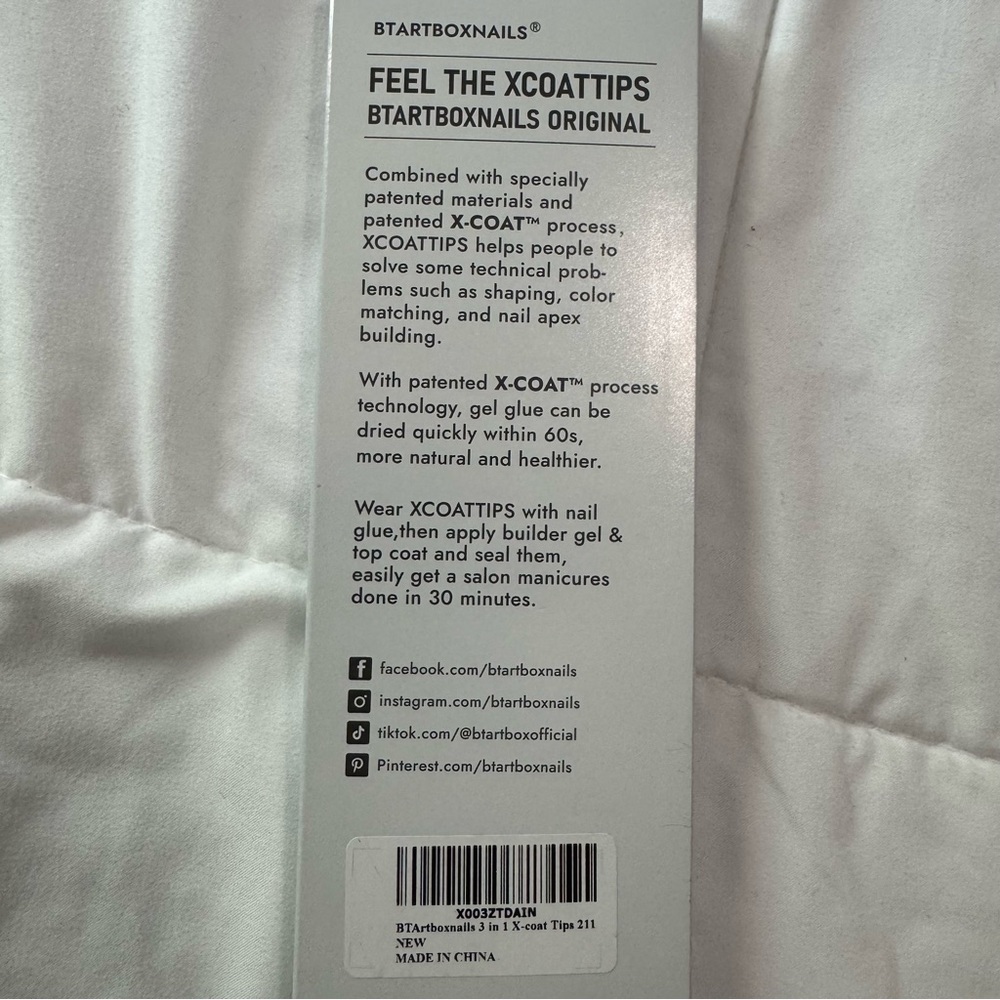 BTARTBOXNAILS®
FEEL THE XCOATTIPS
BTARTBOXNAILS ORIGINAL
Combined with specially
patented materials and
patented X-COAT™ process,
XCOATTIPS helps people to
solve some technical prob-
lems such as shaping, color
matching, and nail apex
building.
With patented X-COAT™ process
technology, gel glue can be
dried quickly within 60s,
more natural and healthier.
Wear XCOATTIPS with nail
glue,then apply builder gel &
top coat and seal them,
easily get a salon manicures
done in 30 minutes.
facebook.com/btartboxnails
instagram.com/btartboxnails
tiktok.com/@btartboxofficial
Pinterest.com/btartboxnails
X003ZTDAIN
BTArtboxnails 3 in 1 X-coat Tips 211
NEW
MADE IN CHINA